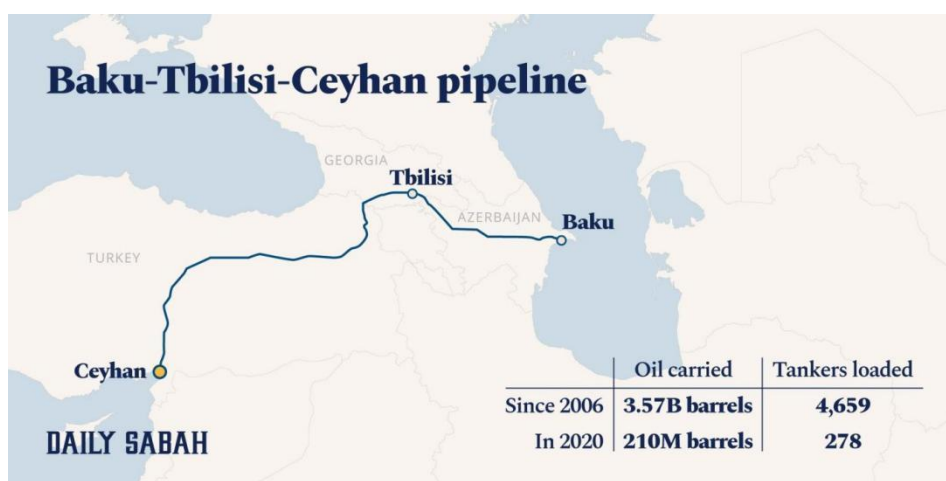 Baku-Tbilisi-Ceyhan pipeline
GEORGIA
Tbilisi
AZERBAIJAN
Baku
TURKEY
Ceyhan
Oil carried Tankers loaded
Since 2006 3.57B barrels 4,659
In 2020 210M barrels 278
DAILY SABAH